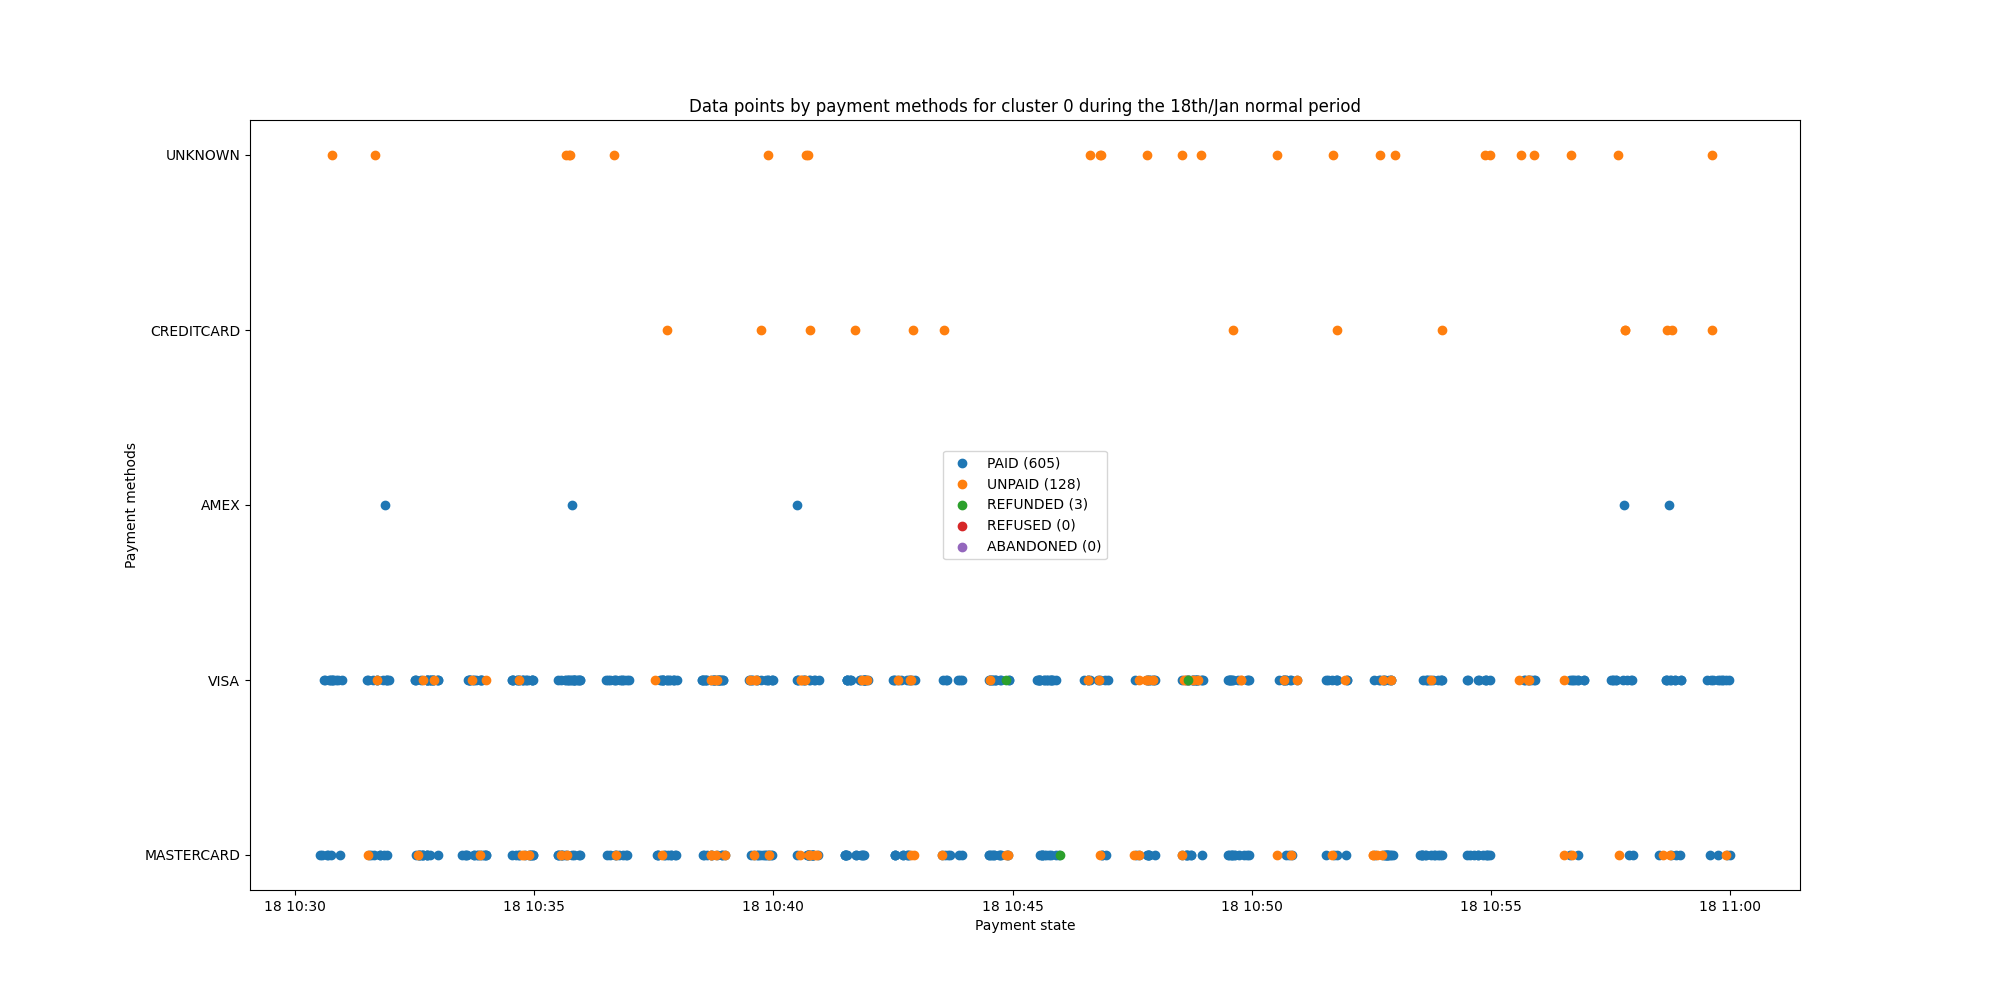 Data points by payment methods for cluster 0 during the 18th/Jan normal period
UNKNOWN
CREDITCARD
AMEX
VISA
MASTERCARD
Payment methods
PAID (605)
UNPAID (128)
REFUNDED (3)
REFUSED (0)
ABANDONED (0)
18 10:30
18 10:35
18 10:40
18 10:45
18 10:50
18 10:55
18 11:00
Payment state